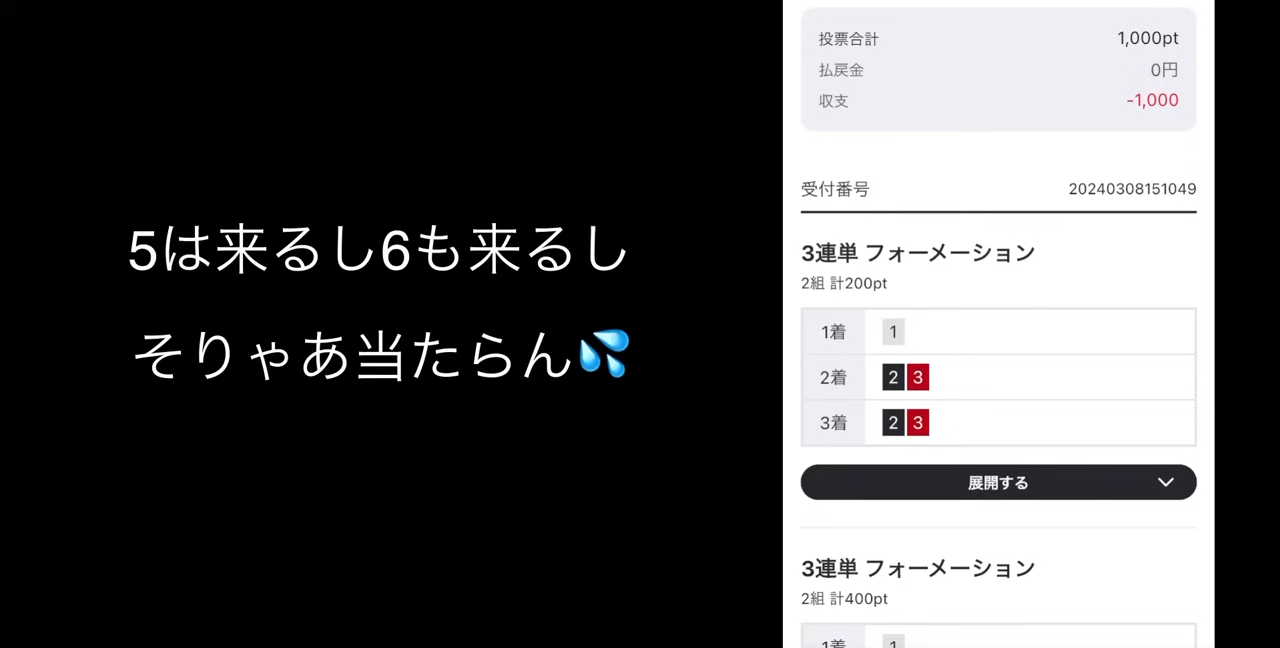 5は来るし6も来るし
そりゃあ当たらん💦
投票合計 1,000pt
払戻金 0円
収支 -1,000
受付番号 20240308151049
3連単 フォーメーション
2組 計200pt
1着 1
2着 2 3
3着 2 3
展開する
3連単 フォーメーション
2組 計400pt
1着 1